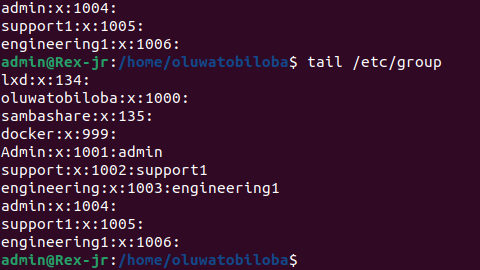 admin:x:1004:
support1:x:1005:
engineering1:x:1006:
admin@Rex-jr:/home/oluwatobiloba$ tail /etc/group
lxd:x:134:
oluwatobiloba:x:1000:
sambashare:x:135:
docker:x:999:
Admin:x:1001:admin
support:x:1002:support1
engineering:x:1003:engineering1
admin:x:1004:
support1:x:1005:
engineering1:x:1006:
admin@Rex-jr:/home/oluwatobiloba$